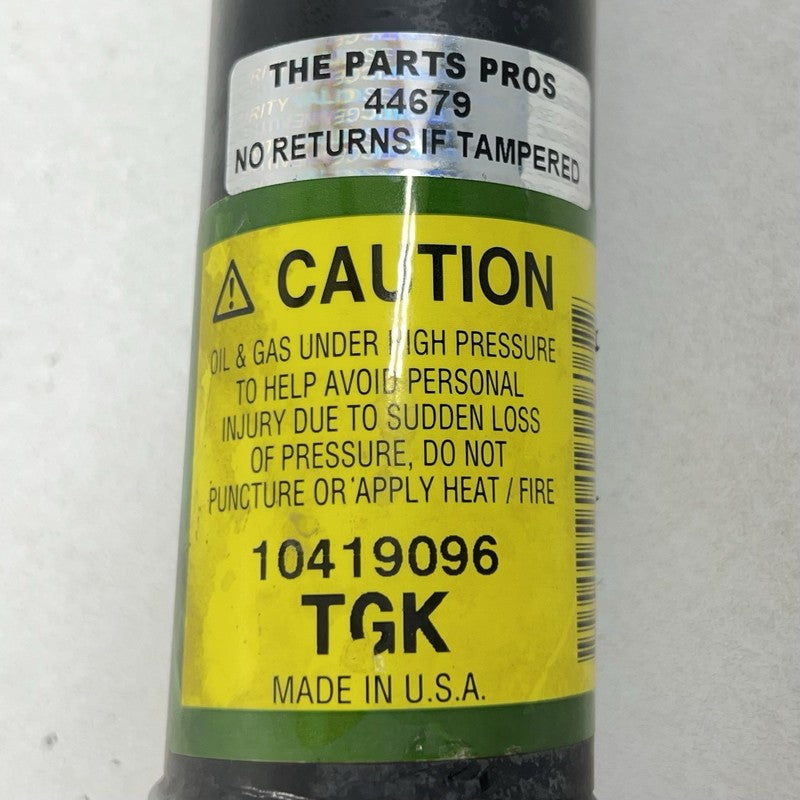 THE PARTS PROS
44679
NO RETURNS IF TAMPERED
CAUTION
OIL & GAS UNDER HIGH PRESSURE
TO HELP AVOID PERSONAL
INJURY DUE TO SUDDEN LOSS
OF PRESSURE, DO NOT
PUNCTURE OR APPLY HEAT / FIRE
10419096
TGK
MADE IN U.S.A.